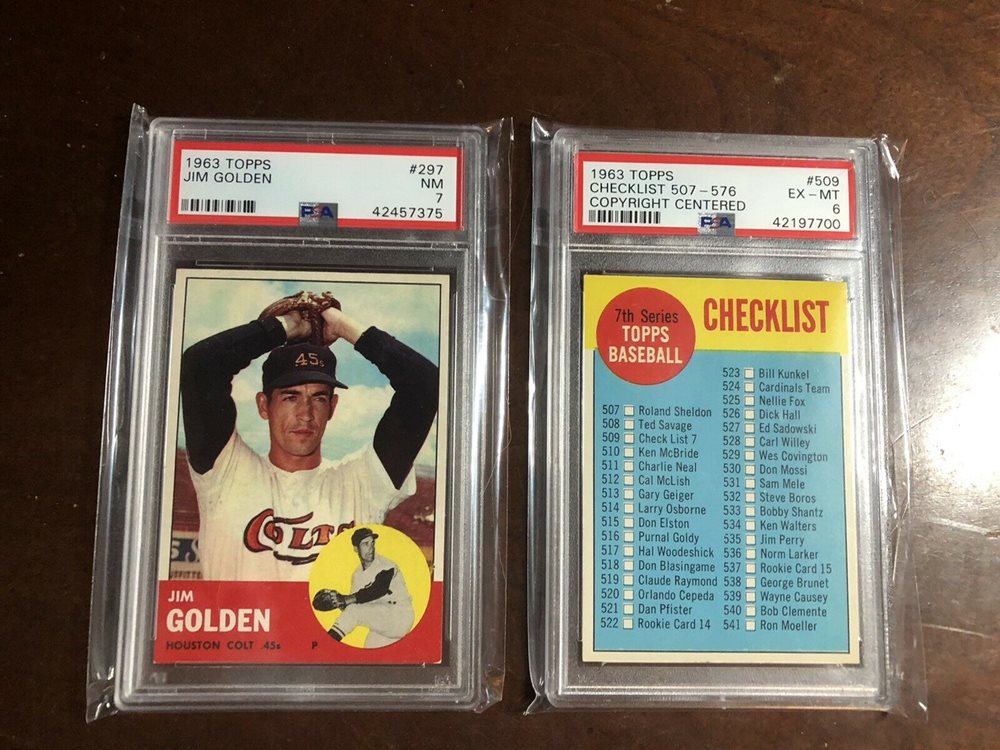 1963 TOPPS #297
JIM GOLDEN NM
7
PSA 42457375
45s
COLTS
JIM
GOLDEN
HOUSTON COLT .45s P
1963 TOPPS #509
CHECKLIST 507-576 EX-MT
COPYRIGHT CENTERED 6
PSA 42197700
7th Series
TOPPS
BASEBALL
CHECKLIST
507 Roland Sheldon
508 Ted Savage
509 Check List 7
510 Ken McBride
511 Charlie Neal
512 Cal McLish
513 Gary Geiger
514 Larry Osborne
515 Don Elston
516 Purnal Goldy
517 Hal Woodeshick
518 Don Blasingame
519 Claude Raymond
520 Orlando Cepeda
521 Dan Pfister
522 Rookie Card 14
523 Bill Kunkel
524 Cardinals Team
525 Nellie Fox
526 Dick Hall
527 Ed Sadowski
528 Carl Willey
529 Wes Covington
530 Don Mossi
531 Sam Mele
532 Steve Boros
533 Bobby Shantz
534 Ken Walters
535 Jim Perry
536 Norm Larker
537 Rookie Card 15
538 George Brunet
539 Wayne Causey
540 Bob Clemente
541 Ron Moeller